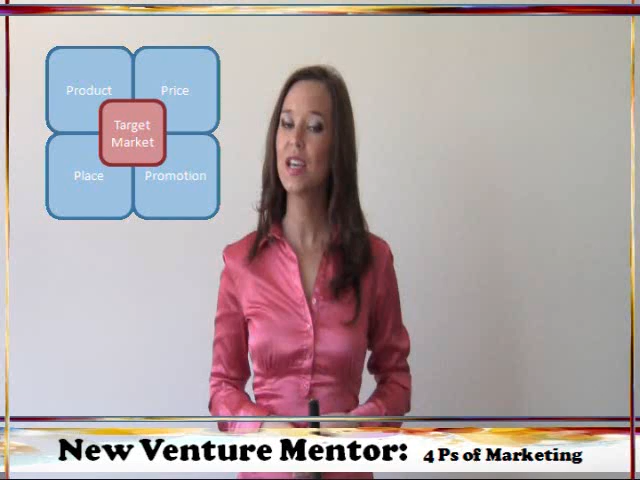 Product
Price
Target
Market
Place
Promotion
New Venture Mentor: 4 Ps of Marketing